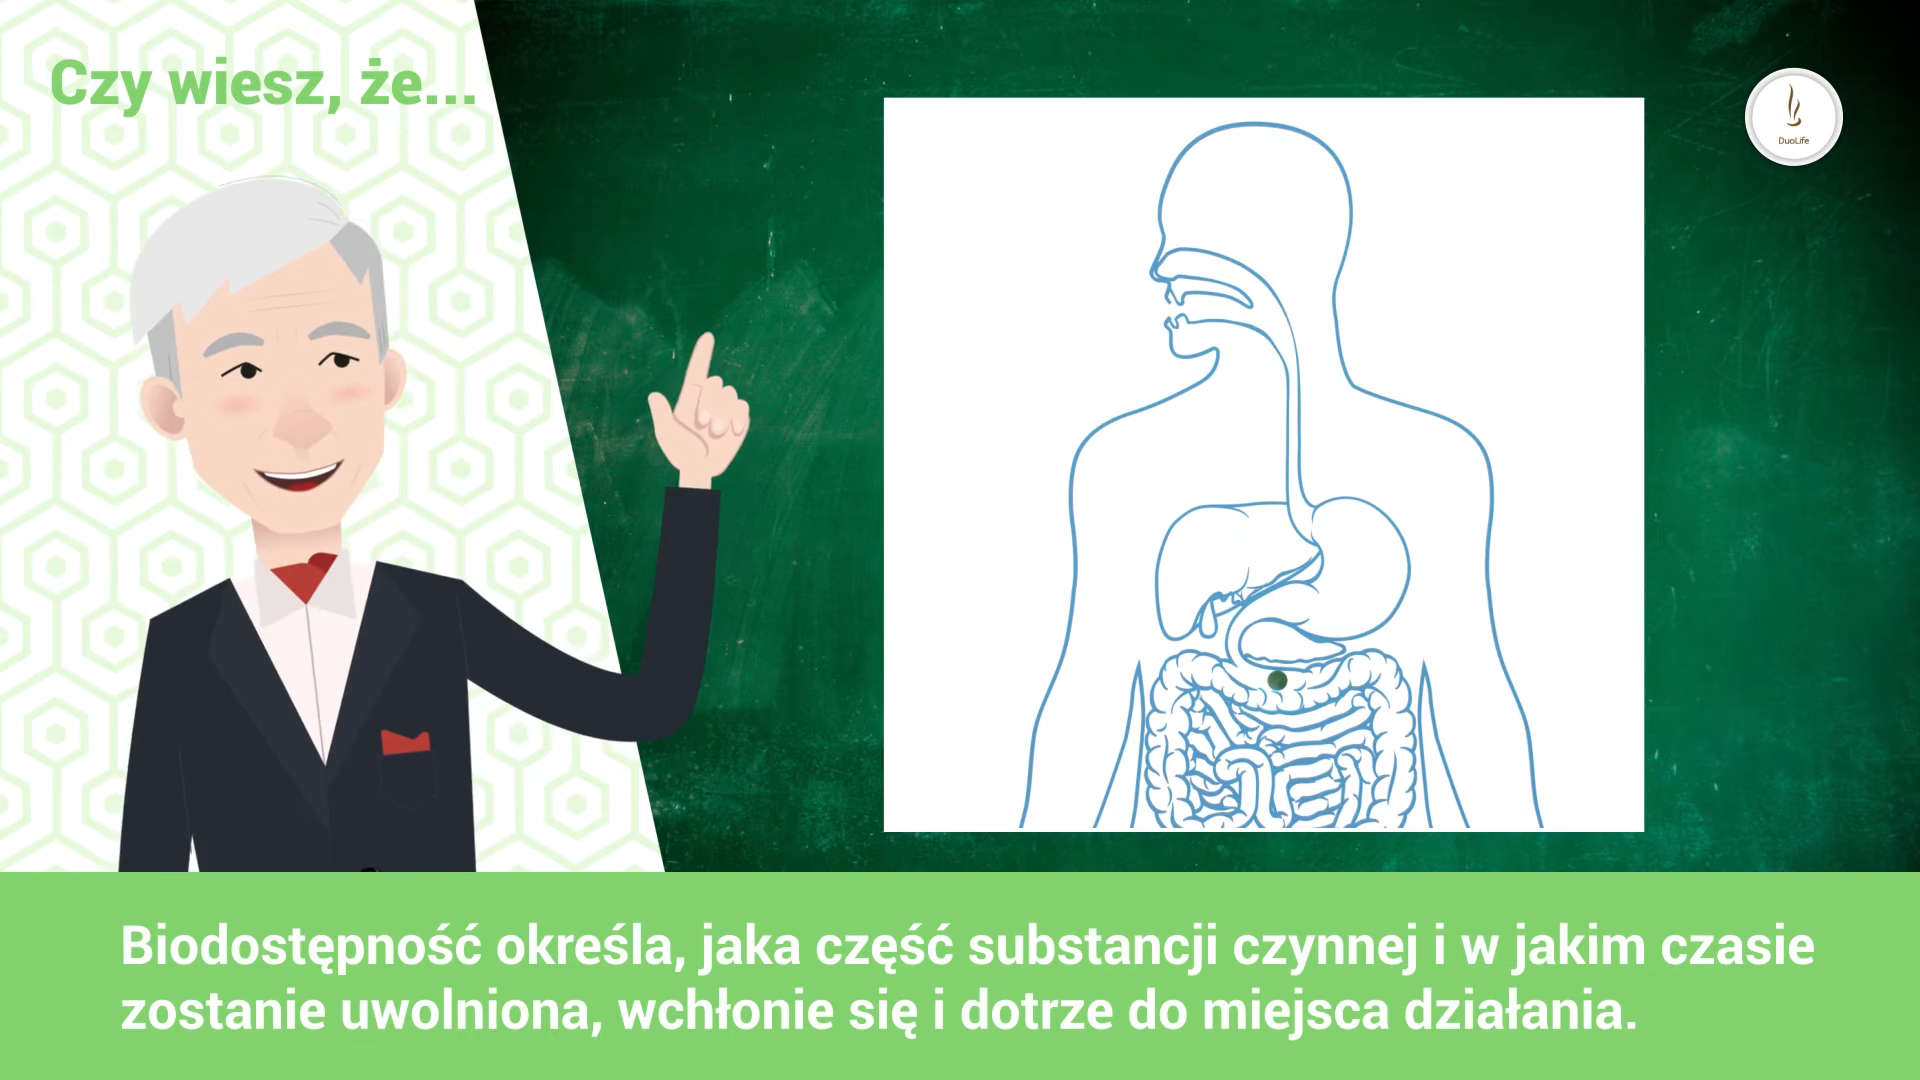 Czy wiesz, że...
DuoLife
Biodostępność określa, jaka część substancji czynnej i w jakim czasie
zostanie uwolniona, wchłonie się i dotrze do miejsca działania.